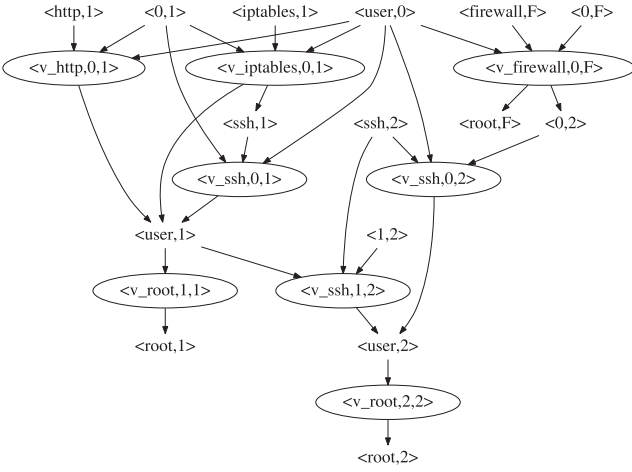 <http,1> <0,1> <iptables,1> <user,0> <firewall,F> <0,F>
<v_http,0,1> <v_iptables,0,1> <v_firewall,0,F>
<ssh,1> <ssh,2> <root,F> <0,2>
<v_ssh,0,1> <v_ssh,0,2>
<user,1> <1,2>
<v_root,1,1> <v_ssh,1,2>
<root,1> <user,2>
<v_root,2,2>
<root,2>